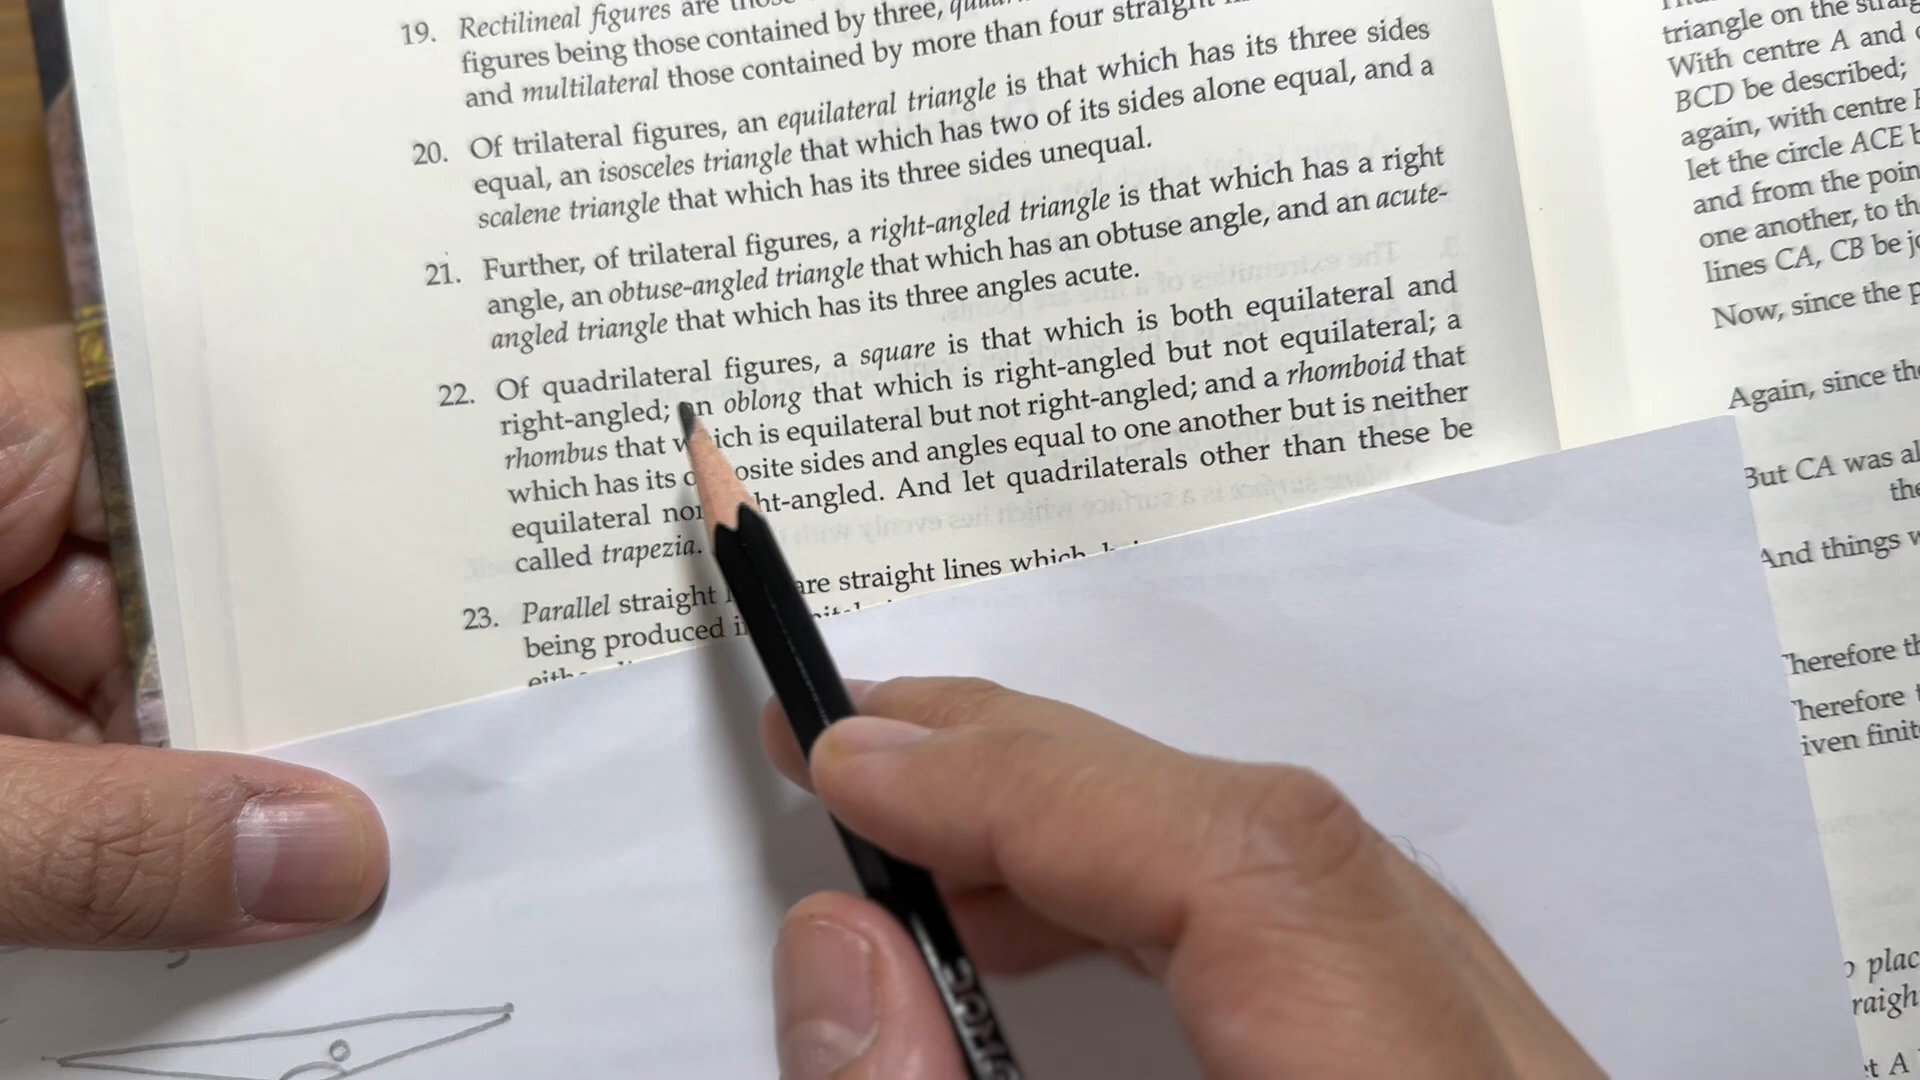 19. Rectilineal figures are
figures being those contained by three,
and multilateral those contained by more than four
20. Of trilateral figures, an equilateral triangle is that which has its three sides
equal, an isosceles triangle that which has two of its sides alone equal, and a
scalene triangle that which has its three sides unequal.
21. Further, of trilateral figures, a right-angled triangle is that which has a right
angle, an obtuse-angled triangle that which has an obtuse angle, and an acute-
angled triangle that which has its three angles acute.
22. Of quadrilateral figures, a square is that which is both equilateral and
right-angled; an oblong that which is right-angled but not equilateral; a
rhombus that which is equilateral but not right-angled; and a rhomboid that
which has its opposite sides and angles equal to one another but is neither
equilateral nor right-angled. And let quadrilaterals other than these be
called trapezia.
23. Parallel straight are straight lines which
being produced
triangle on the
With centre A and
BCD be described;
again, with centre
let the circle ACE
and from the
one another, to
lines CA, CB be
Now, since the
Again, since
But CA was
And things
Therefore
Therefore
A